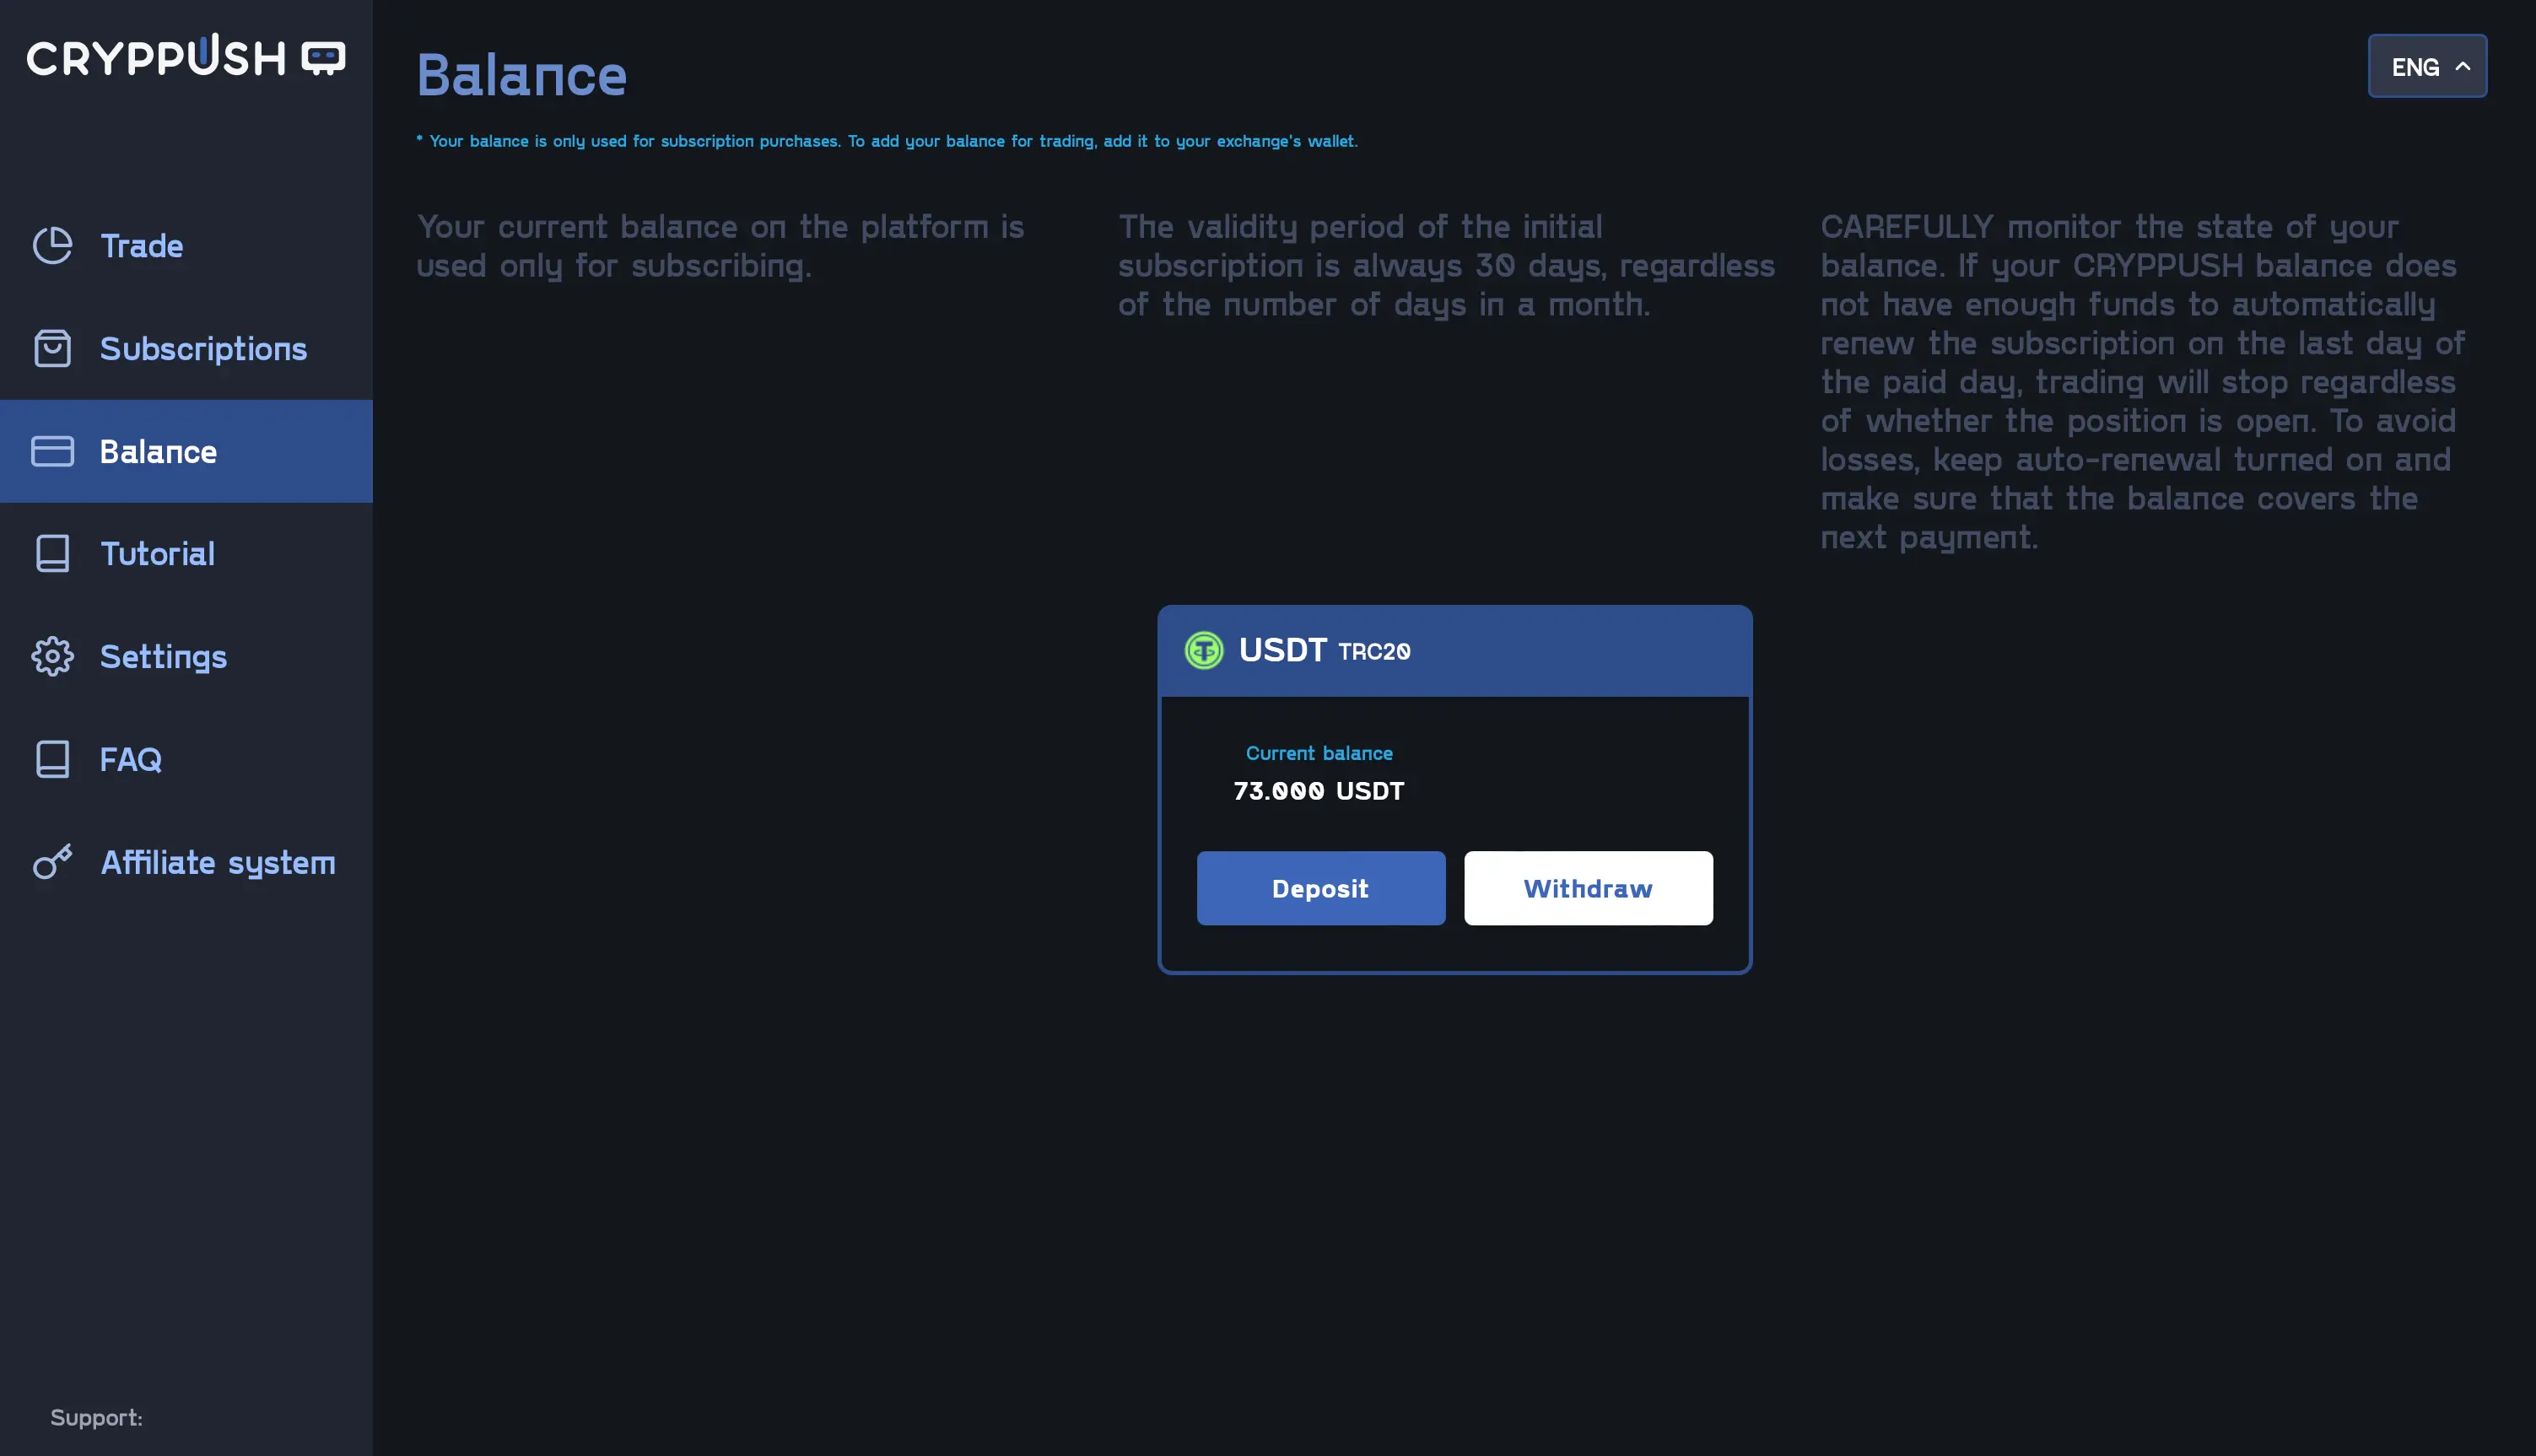 CRYPPUSH
Trade
Subscriptions
Balance
Tutorial
Settings
FAQ
Affiliate system
Support:
Balance
ENG
* Your balance is only used for subscription purchases. To add your balance for trading, add it to your exchange's wallet.
Your current balance on the platform is
used only for subscribing.
The validity period of the initial
subscription is always 30 days, regardless
of the number of days in a month.
CAREFULLY monitor the state of your
balance. If your CRYPPUSH balance does
not have enough funds to automatically
renew the subscription on the last day of
the paid day, trading will stop regardless
of whether the position is open. To avoid
losses, keep auto-renewal turned on and
make sure that the balance covers the
next payment.
USDT TRC20
Current balance
73.000 USDT
Deposit
Withdraw